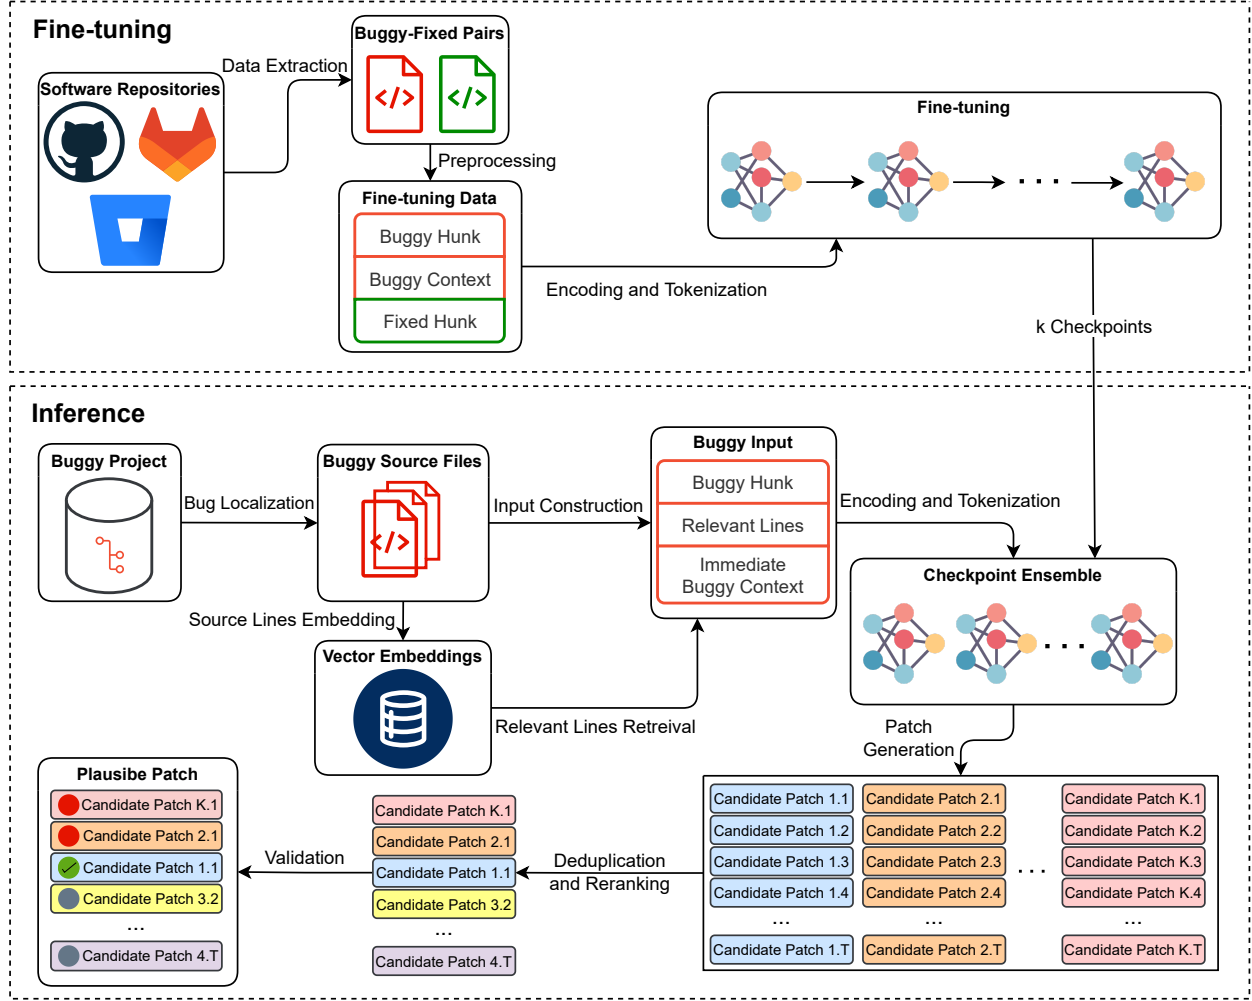 Fine-tuning
Software Repositories
Data Extraction
Buggy-Fixed Pairs
</>
</>
Preprocessing
Fine-tuning Data
Buggy Hunk
Buggy Context
Fixed Hunk
Encoding and Tokenization
Fine-tuning
. . .
k Checkpoints
Inference
Buggy Project
Bug Localization
Buggy Source Files
</>
Input Construction
Source Lines Embedding
Vector Embeddings
Relevant Lines Retreival
Buggy Input
Buggy Hunk
Relevant Lines
Immediate
Buggy Context
Encoding and Tokenization
Checkpoint Ensemble
. . .
Patch
Generation
Candidate Patch 1.1
Candidate Patch 1.2
Candidate Patch 1.3
Candidate Patch 1.4
...
Candidate Patch 1.T
Candidate Patch 2.1
Candidate Patch 2.2
Candidate Patch 2.3
Candidate Patch 2.4
...
Candidate Patch 2.T
. . .
Candidate Patch K.1
Candidate Patch K.2
Candidate Patch K.3
Candidate Patch K.4
...
Candidate Patch K.T
Deduplication
and Reranking
Candidate Patch K.1
Candidate Patch 2.1
Candidate Patch 1.1
Candidate Patch 3.2
...
Candidate Patch 4.T
Validation
Plausibe Patch
Candidate Patch K.1
Candidate Patch 2.1
Candidate Patch 1.1
Candidate Patch 3.2
...
Candidate Patch 4.T